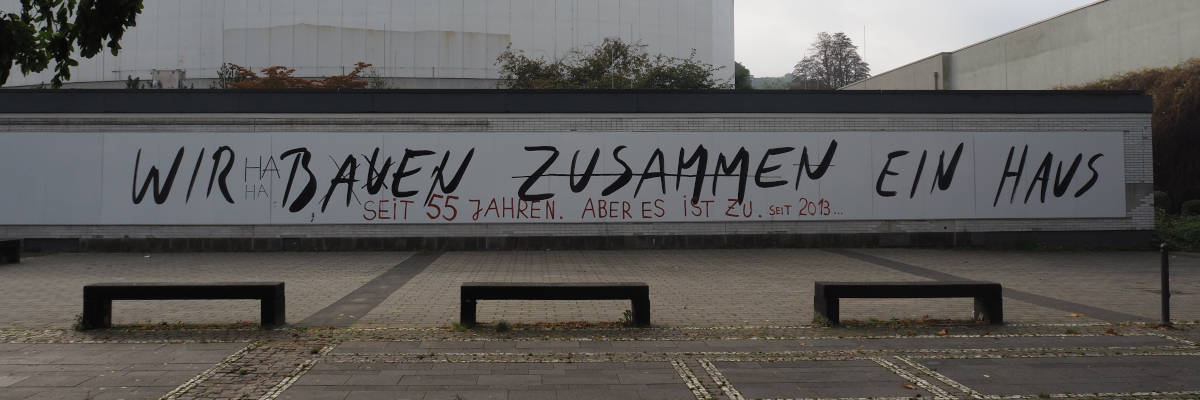 WIR BAUEN ZUSAMMEN EIN HAUS
HA
HA
SEIT 55 JAHREN. ABER ES IST ZU. SEIT 2013...